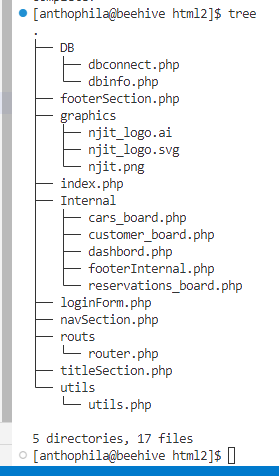 [anthophila@beehive html2]$ tree
.
├── DB
│   ├── dbconnect.php
│   └── dbinfo.php
├── footerSection.php
├── graphics
│   ├── njit_logo.ai
│   ├── njit_logo.svg
│   └── njit.png
├── index.php
├── Internal
│   ├── cars_board.php
│   ├── customer_board.php
│   ├── dashbord.php
│   ├── footerInternal.php
│   └── reservations_board.php
├── loginForm.php
├── navSection.php
├── routs
│   └── router.php
├── titleSection.php
└── utils
    └── utils.php

5 directories, 17 files
[anthophila@beehive html2]$